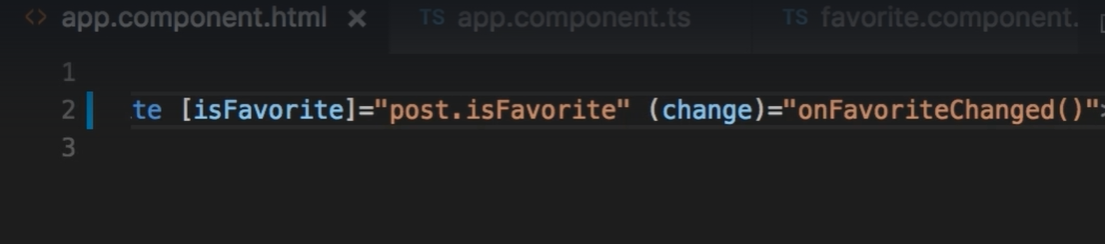 <> app.component.html × TS app.component.ts TS favorite.component.
1
2 te [isFavorite]="post.isFavorite" (change)="onFavoriteChanged()">
3